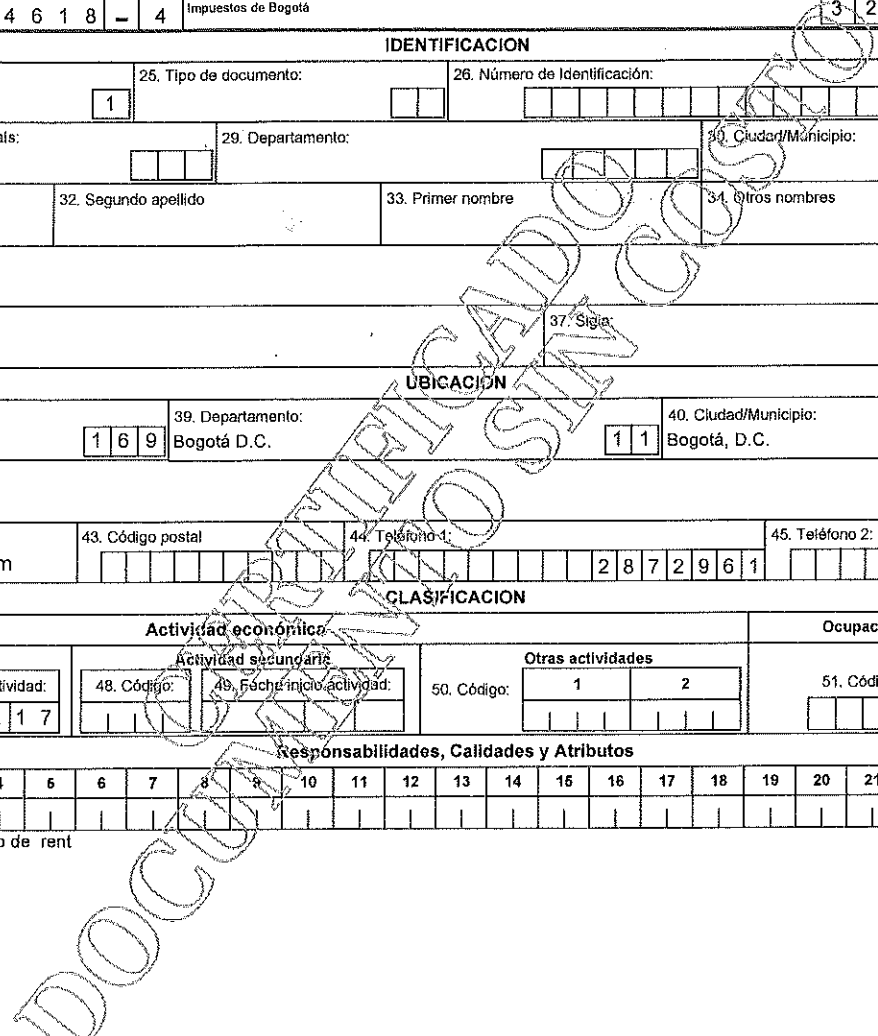 4 6 1 8 - 4 Impuestos de Bogotá 3 2
IDENTIFICACION
1 25. Tipo de documento: 26. Número de Identificación:
29. Departamento: 30. Ciudad/Municipio:
32. Segundo apellido 33. Primer nombre 34. Otros nombres
37. Sigla:
UBICACION
1 6 9 39. Departamento: Bogotá D.C. 1 1 40. Ciudad/Municipio: Bogotá, D.C.
43. Código postal 44. Teléfono 1: 2 8 7 2 9 6 1 45. Teléfono 2:
CLASIFICACION
Actividad económica Ocupac
Actividad secundaria Otras actividades
tividad: 48. Código: 49. Fecha inicio actividad: 50. Código: 1 2 51. Códi
1 7
Responsabilidades, Calidades y Atributos
5 6 7 8 9 10 11 12 13 14 15 16 17 18 19 20 21
o de rent
CERTIFICADO
DOCUMENTO SIN COSTO